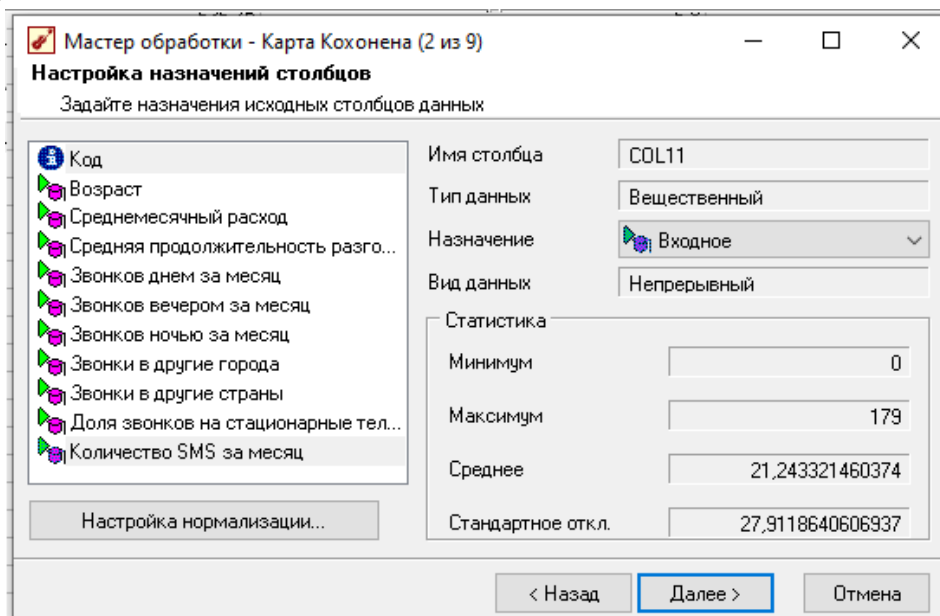 Мастер обработки - Карта Кохонена (2 из 9)
Настройка назначений столбцов
Задайте назначения исходных столбцов данных
Код
Возраст
Среднемесячный расход
Средняя продолжительность разго...
Звонков днем за месяц
Звонков вечером за месяц
Звонков ночью за месяц
Звонки в другие города
Звонки в другие страны
Доля звонков на стационарные тел...
Количество SMS за месяц
Настройка нормализации...
Имя столбца COL11
Тип данных Вещественный
Назначение Входное
Вид данных Непрерывный
Статистика
Минимум 0
Максимум 179
Среднее 21,243321460374
Стандартное откл. 27,9118640606937
< Назад Далее > Отмена